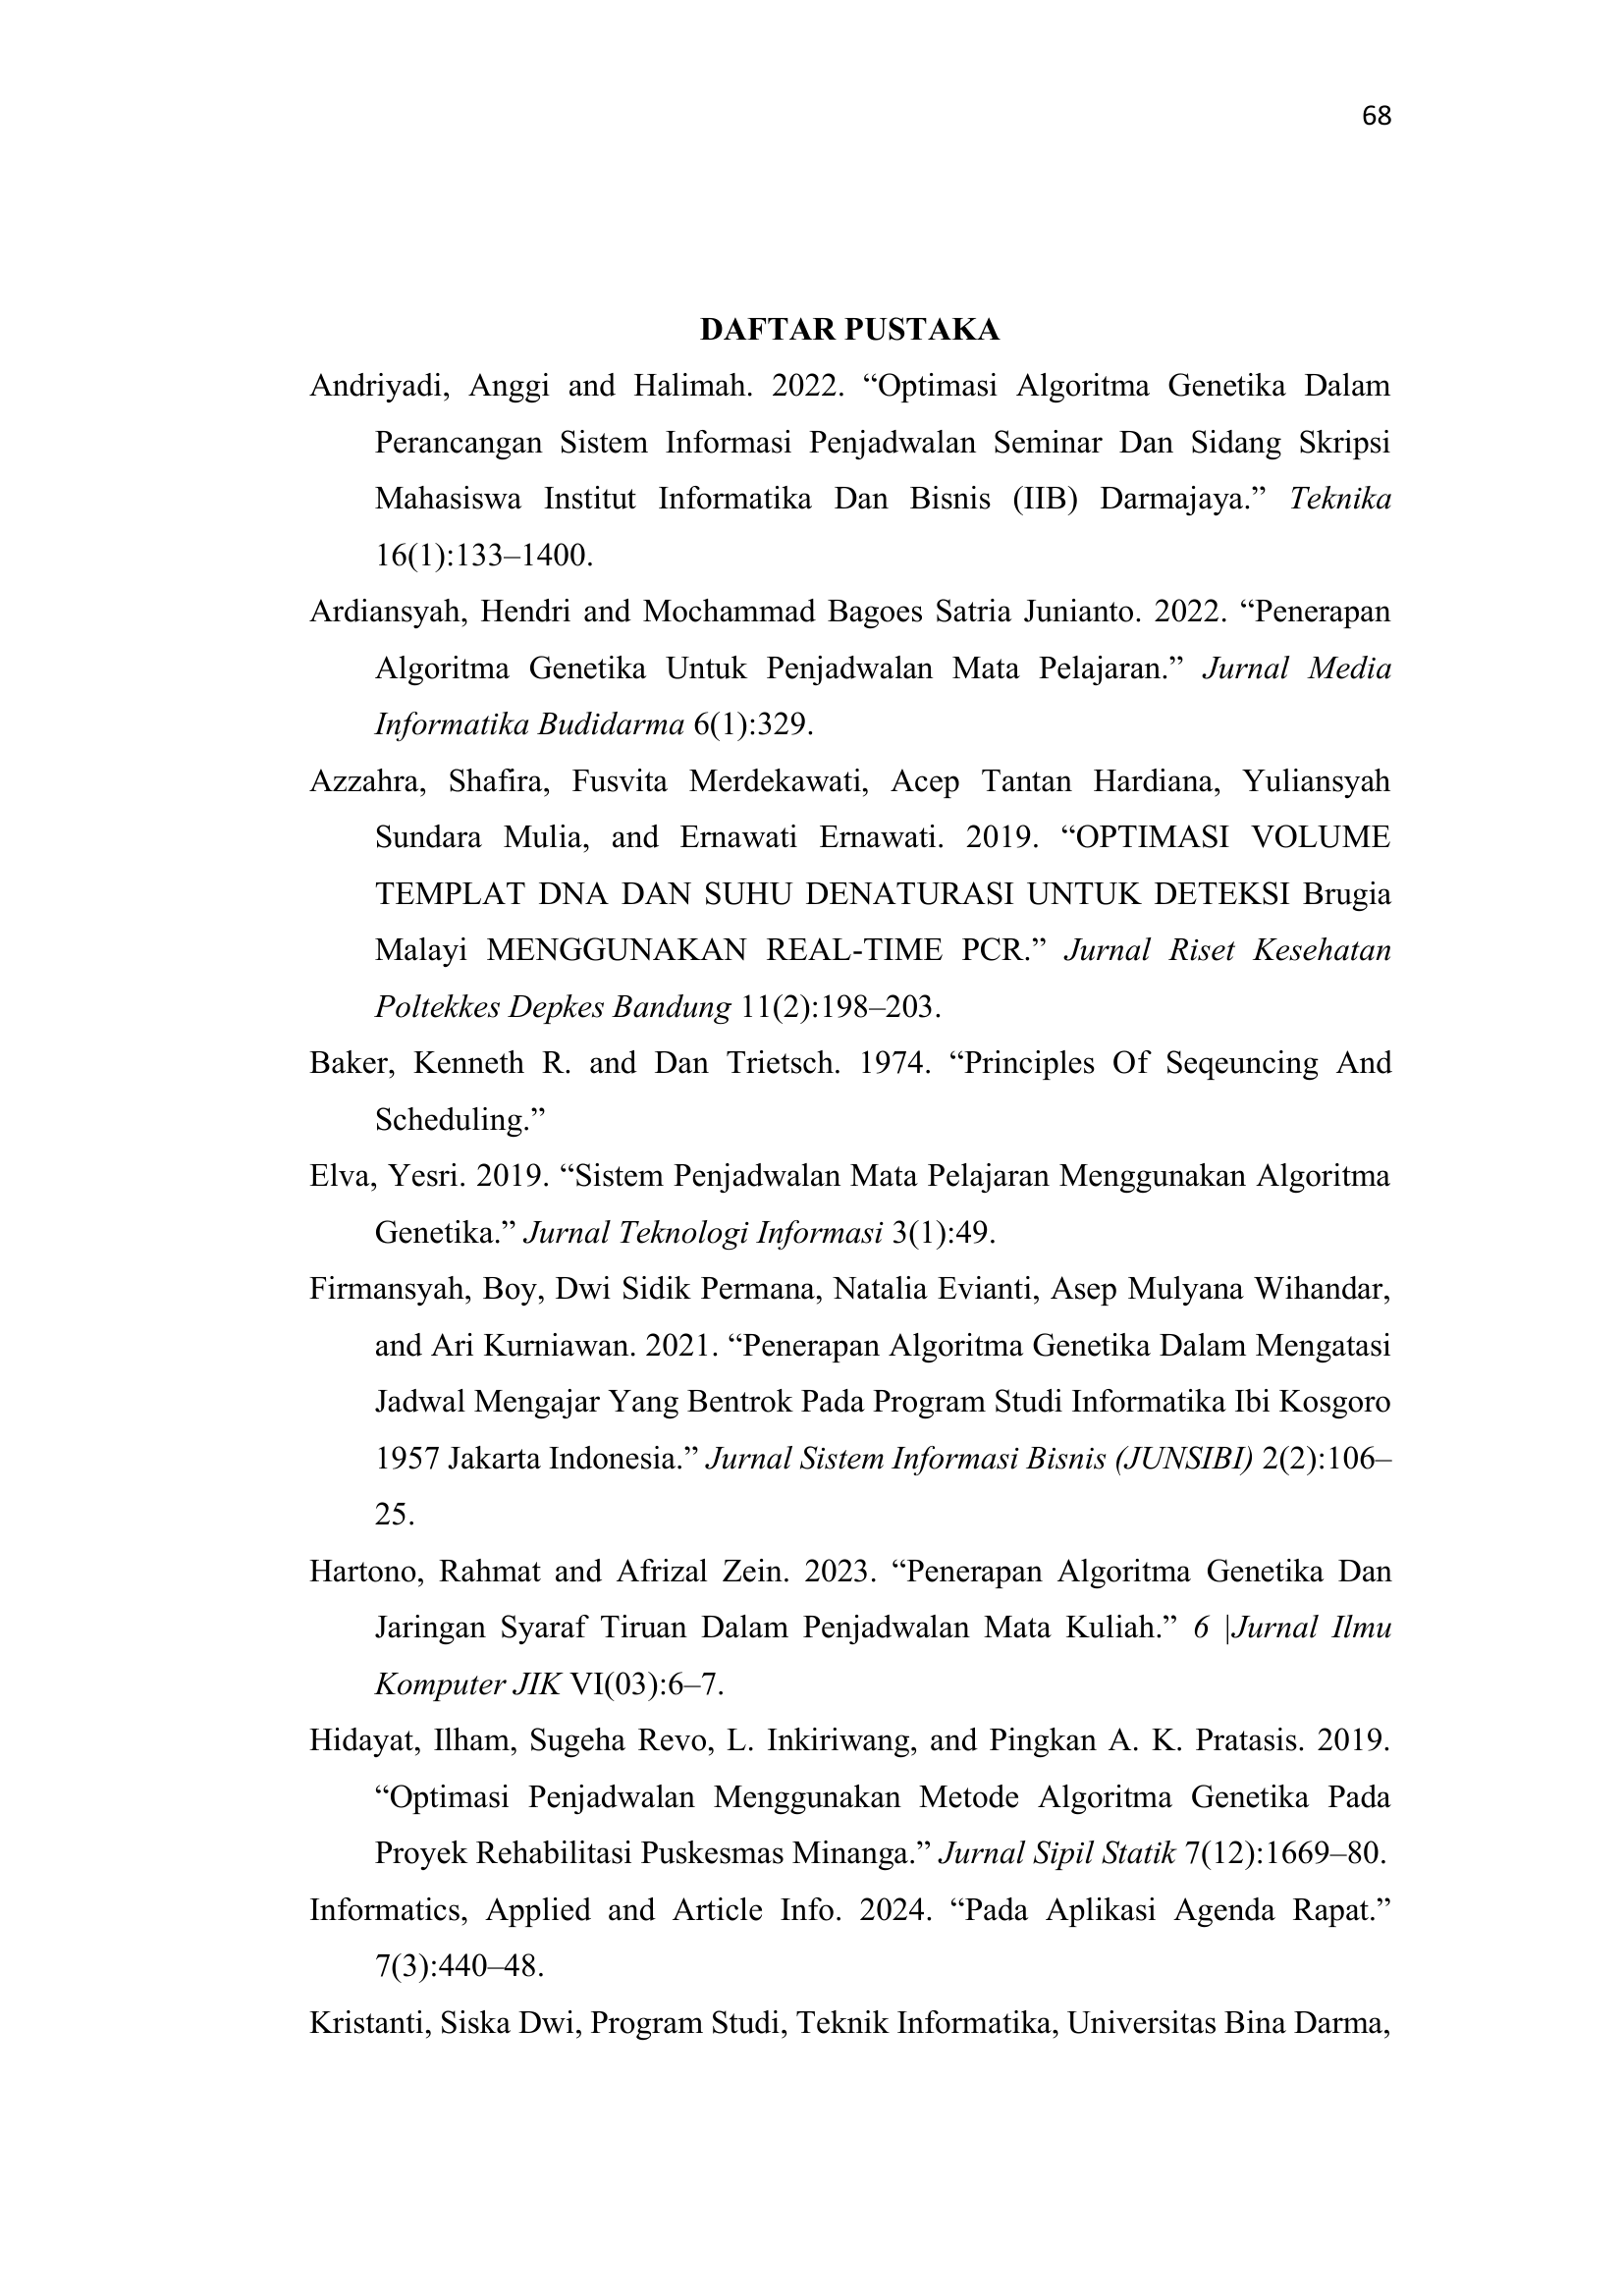 68
DAFTAR PUSTAKA
Andriyadi, Anggi and Halimah. 2022. “Optimasi Algoritma Genetika Dalam
Perancangan Sistem Informasi Penjadwalan Seminar Dan Sidang Skripsi
Mahasiswa Institut Informatika Dan Bisnis (IIB) Darmajaya.” Teknika
16(1):133–1400.
Ardiansyah, Hendri and Mochammad Bagoes Satria Junianto. 2022. “Penerapan
Algoritma Genetika Untuk Penjadwalan Mata Pelajaran.” Jurnal Media
Informatika Budidarma 6(1):329.
Azzahra, Shafira, Fusvita Merdekawati, Acep Tantan Hardiana, Yuliansyah
Sundara Mulia, and Ernawati Ernawati. 2019. “OPTIMASI VOLUME
TEMPLAT DNA DAN SUHU DENATURASI UNTUK DETEKSI Brugia
Malayi MENGGUNAKAN REAL-TIME PCR.” Jurnal Riset Kesehatan
Poltekkes Depkes Bandung 11(2):198–203.
Baker, Kenneth R. and Dan Trietsch. 1974. “Principles Of Seqeuncing And
Scheduling.”
Elva, Yesri. 2019. “Sistem Penjadwalan Mata Pelajaran Menggunakan Algoritma
Genetika.” Jurnal Teknologi Informasi 3(1):49.
Firmansyah, Boy, Dwi Sidik Permana, Natalia Evianti, Asep Mulyana Wihandar,
and Ari Kurniawan. 2021. “Penerapan Algoritma Genetika Dalam Mengatasi
Jadwal Mengajar Yang Bentrok Pada Program Studi Informatika Ibi Kosgoro
1957 Jakarta Indonesia.” Jurnal Sistem Informasi Bisnis (JUNSIBI) 2(2):106–
25.
Hartono, Rahmat and Afrizal Zein. 2023. “Penerapan Algoritma Genetika Dan
Jaringan Syaraf Tiruan Dalam Penjadwalan Mata Kuliah.” 6 |Jurnal Ilmu
Komputer JIK VI(03):6–7.
Hidayat, Ilham, Sugeha Revo, L. Inkiriwang, and Pingkan A. K. Pratasis. 2019.
“Optimasi Penjadwalan Menggunakan Metode Algoritma Genetika Pada
Proyek Rehabilitasi Puskesmas Minanga.” Jurnal Sipil Statik 7(12):1669–80.
Informatics, Applied and Article Info. 2024. “Pada Aplikasi Agenda Rapat.”
7(3):440–48.
Kristanti, Siska Dwi, Program Studi, Teknik Informatika, Universitas Bina Darma,